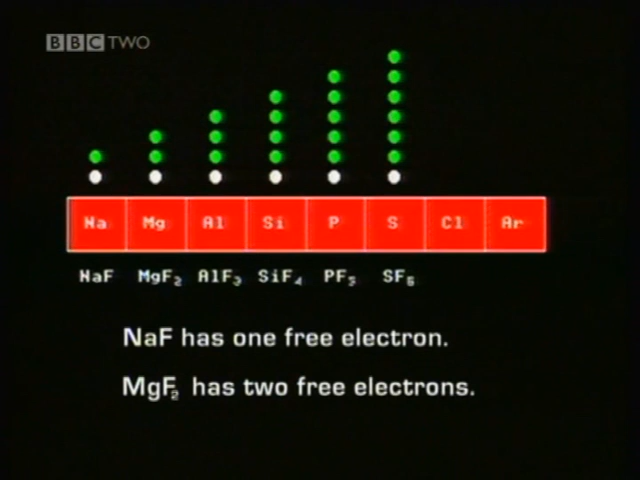 BBC TWO
Na Mg Al Si P S Cl Ar
NaF MgF₂ AlF₃ SiF₄ PF₅ SF₆
NaF has one free electron.
MgF₂ has two free electrons.